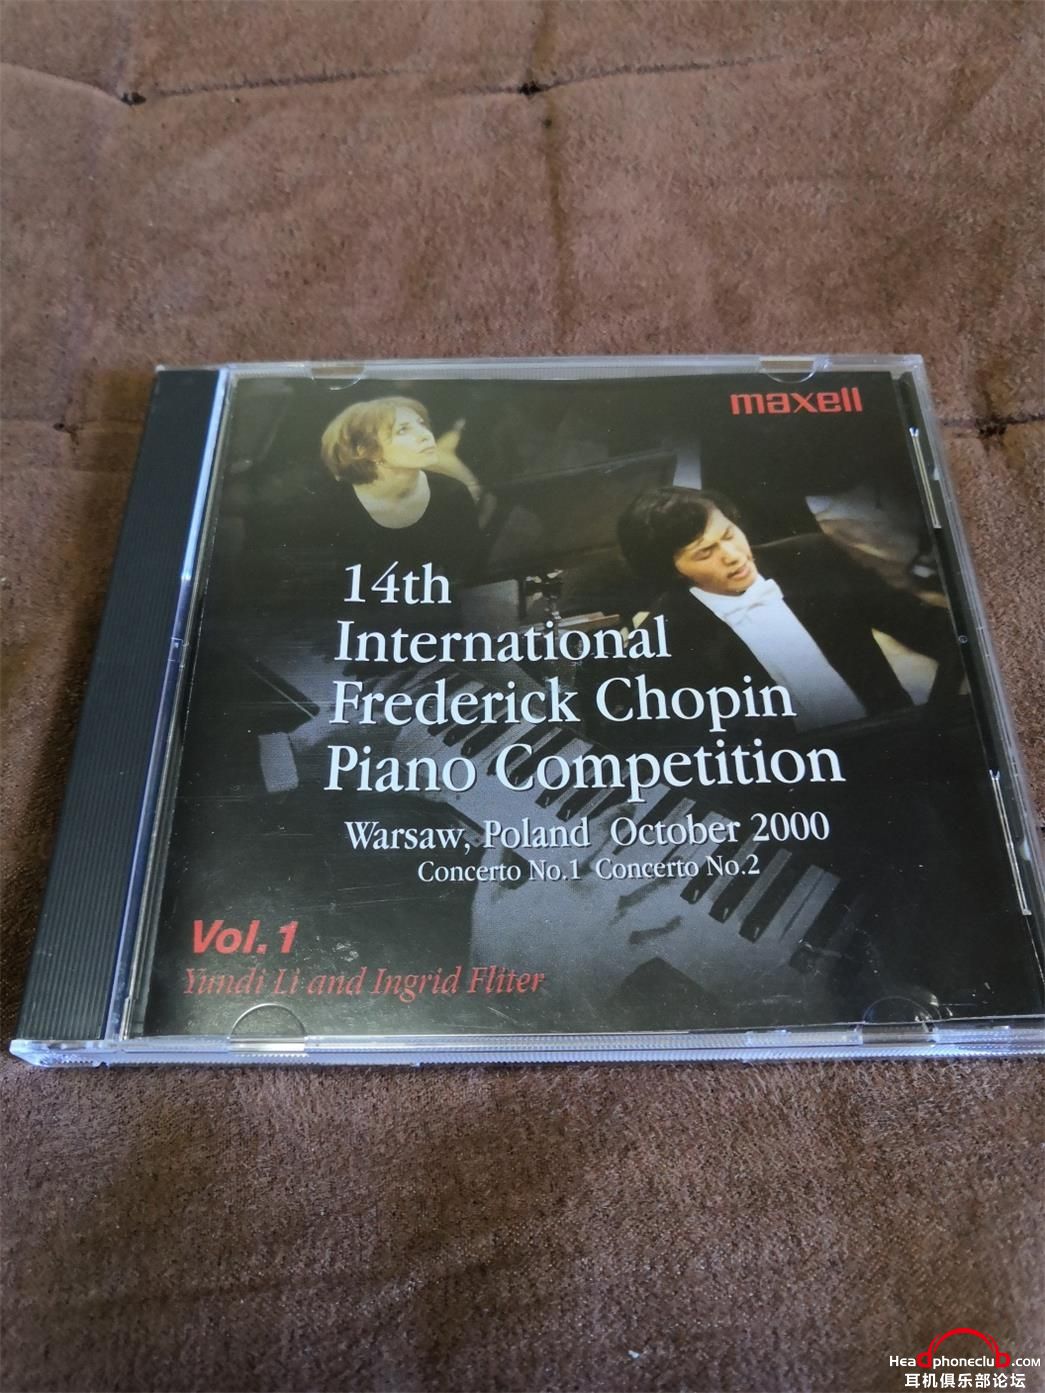 maxell
14th
International
Frederick Chopin
Piano Competition
Warsaw, Poland October 2000
Concerto No.1 Concerto No.2
Vol.1
Yundi Li and Ingrid Fliter
Headphoneclub.com
耳机俱乐部论坛